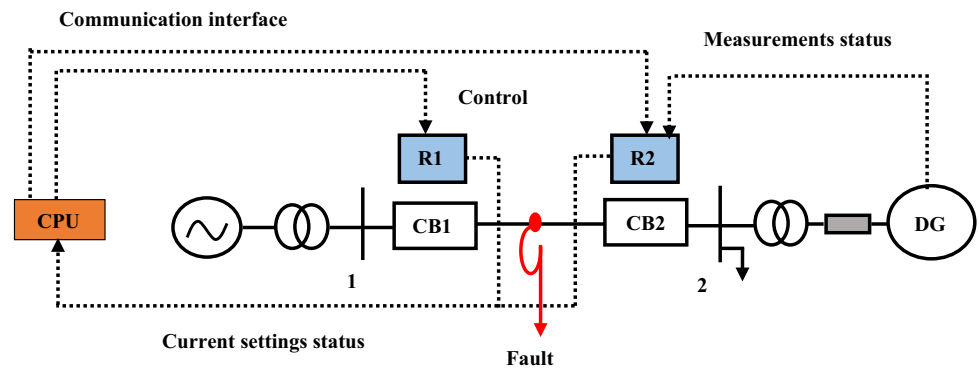 Communication interface
Measurements status
Control
R1
R2
CPU
CB1
CB2
DG
1
2
Current settings status
Fault